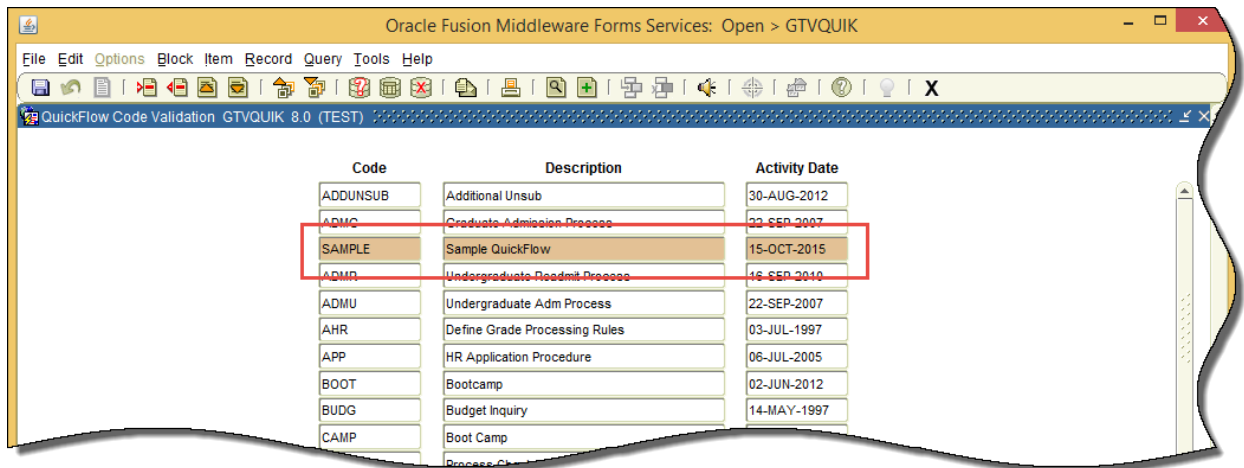 Oracle Fusion Middleware Forms Services: Open > GTVQUIK
File Edit Options Block Item Record Query Tools Help
X
QuickFlow Code Validation GTVQUIK 8.0 (TEST)
Code Description Activity Date
ADDUNSUB Additional Unsub 30-AUG-2012
ADMG Graduate Admission Process 22-SEP-2007
SAMPLE Sample QuickFlow 15-OCT-2015
ADMR Undergraduate Readmit Process 16-SEP-2010
ADMU Undergraduate Adm Process 22-SEP-2007
AHR Define Grade Processing Rules 03-JUL-1997
APP HR Application Procedure 06-JUL-2005
BOOT Bootcamp 02-JUN-2012
BUDG Budget Inquiry 14-MAY-1997
CAMP Boot Camp
Process